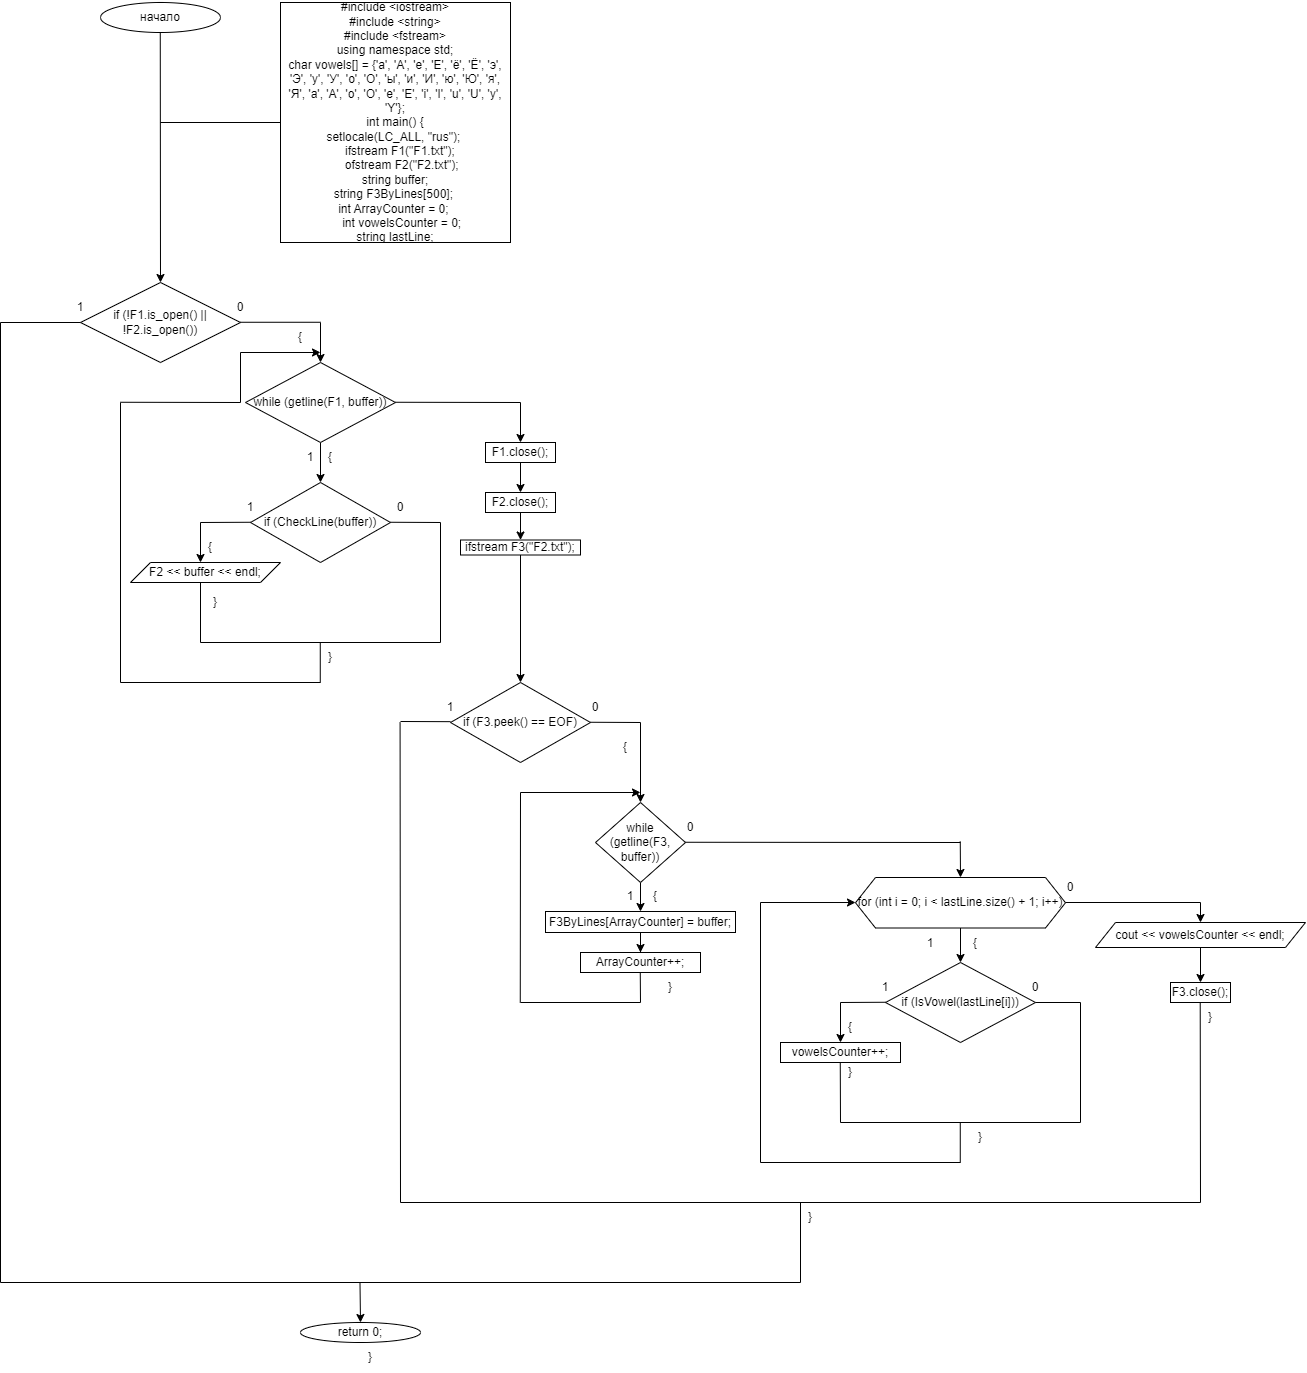 начало
#include <iostream>
#include <string>
#include <fstream>
using namespace std;
char vowels[] = {'а', 'А', 'е', 'Е', 'ё', 'Ё', 'э',
'Э', 'у', 'У', 'о', 'О', 'ы', 'и', 'И', 'ю', 'Ю', 'я',
'Я', 'a', 'A', 'o', 'O', 'e', 'E', 'i', 'I', 'u', 'U', 'y',
'Y'};
int main() {
setlocale(LC_ALL, "rus");
ifstream F1("F1.txt");
ofstream F2("F2.txt");
string buffer;
string F3ByLines[500];
int ArrayCounter = 0;
int vowelsCounter = 0;
string lastLine;
1
if (!F1.is_open() ||
!F2.is_open())
0
{
while (getline(F1, buffer))
1
{
1
if (CheckLine(buffer))
0
{
F2 << buffer << endl;
}
}
F1.close();
F2.close();
ifstream F3("F2.txt");
1
if (F3.peek() == EOF)
0
{
while
(getline(F3,
buffer))
0
1
{
F3ByLines[ArrayCounter] = buffer;
ArrayCounter++;
}
for (int i = 0; i < lastLine.size() + 1; i++)
0
1
{
1
if (IsVowel(lastLine[i]))
0
{
vowelsCounter++;
}
}
cout << vowelsCounter << endl;
F3.close();
}
}
return 0;
}